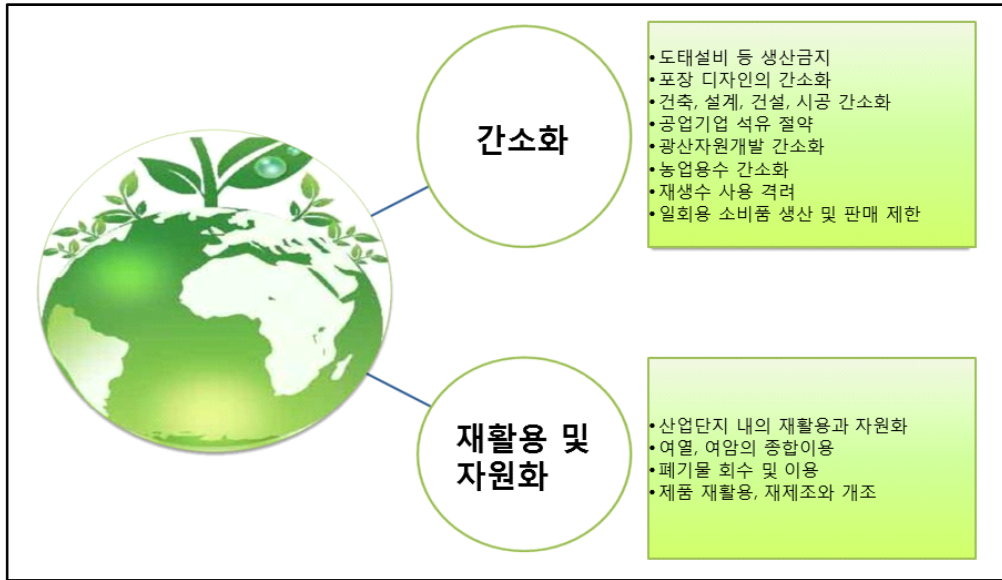 간소화
•도태설비 등 생산금지
•포장 디자인의 간소화
•건축, 설계, 건설, 시공 간소화
•공업기업 석유 절약
•광산자원개발 간소화
•농업용수 간소화
•재생수 사용 격려
•일회용 소비품 생산 및 판매 제한
재활용 및
자원화
•산업단지 내의 재활용과 자원화
•여열, 여암의 종합이용
•폐기물 회수 및 이용
•제품 재활용, 재제조와 개조